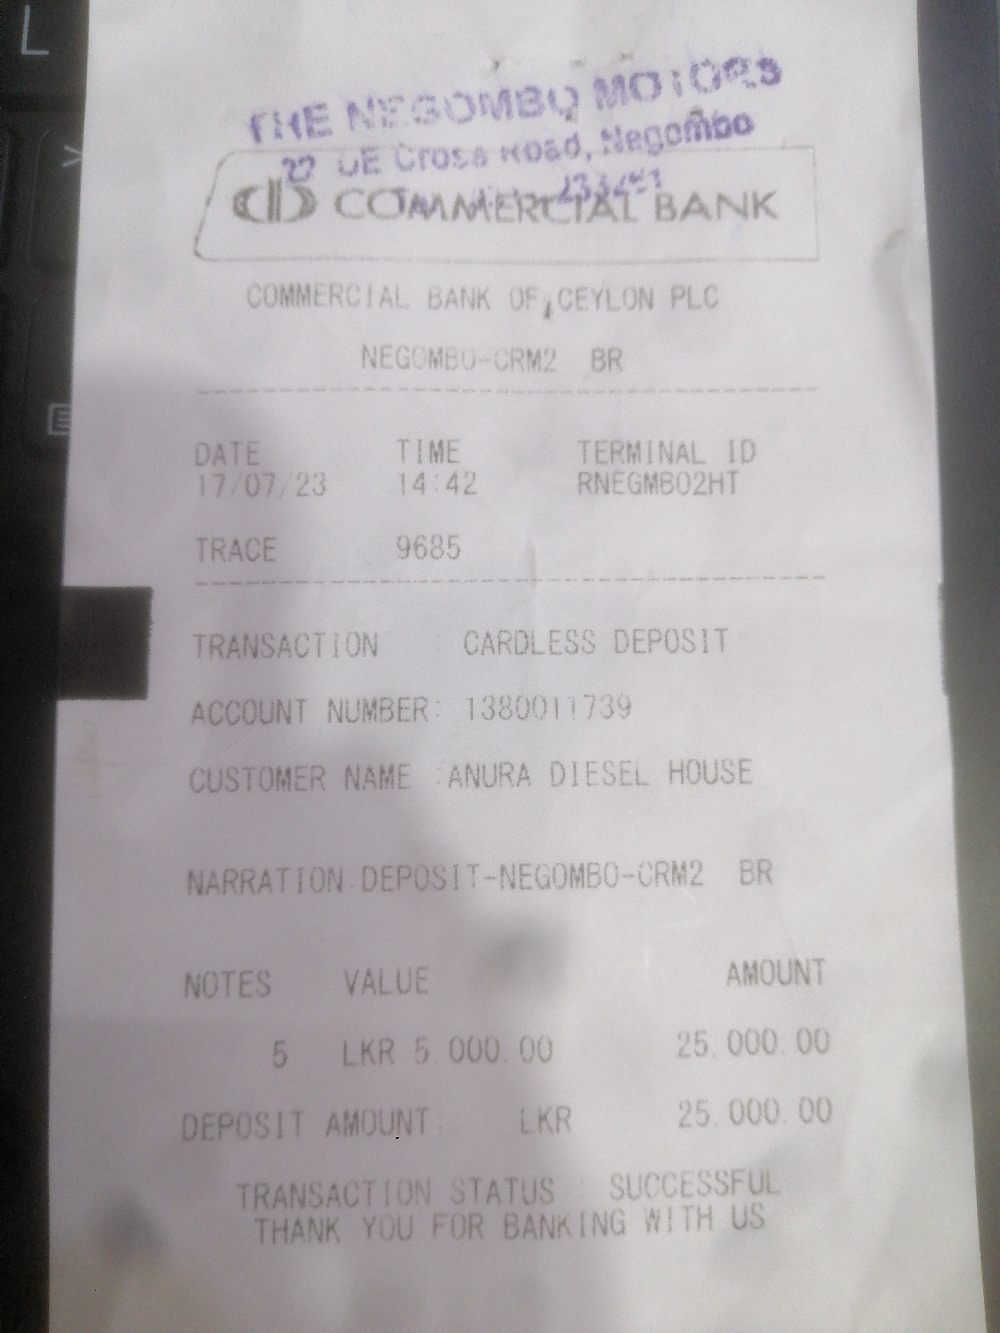 L
THE NEGOMBO MOTORS
Cross Road, Negombo
COMMERCIAL BANK
COMMERCIAL BANK OF CEYLON PLC
NEGOMBO-CRM2 BR
DATE TIME TERMINAL ID
17/07/23 14:42 RNEGMB02HT
TRACE 9685
TRANSACTION CARDLESS DEPOSIT
ACCOUNT NUMBER: 1380011739
CUSTOMER NAME :ANURA DIESEL HOUSE
NARRATION:DEPOSIT-NEGOMBO-CRM2 BR
NOTES VALUE AMOUNT
5 LKR 5,000.00 25,000.00
DEPOSIT AMOUNT: LKR 25,000.00
TRANSACTION STATUS : SUCCESSFUL
THANK YOU FOR BANKING WITH US